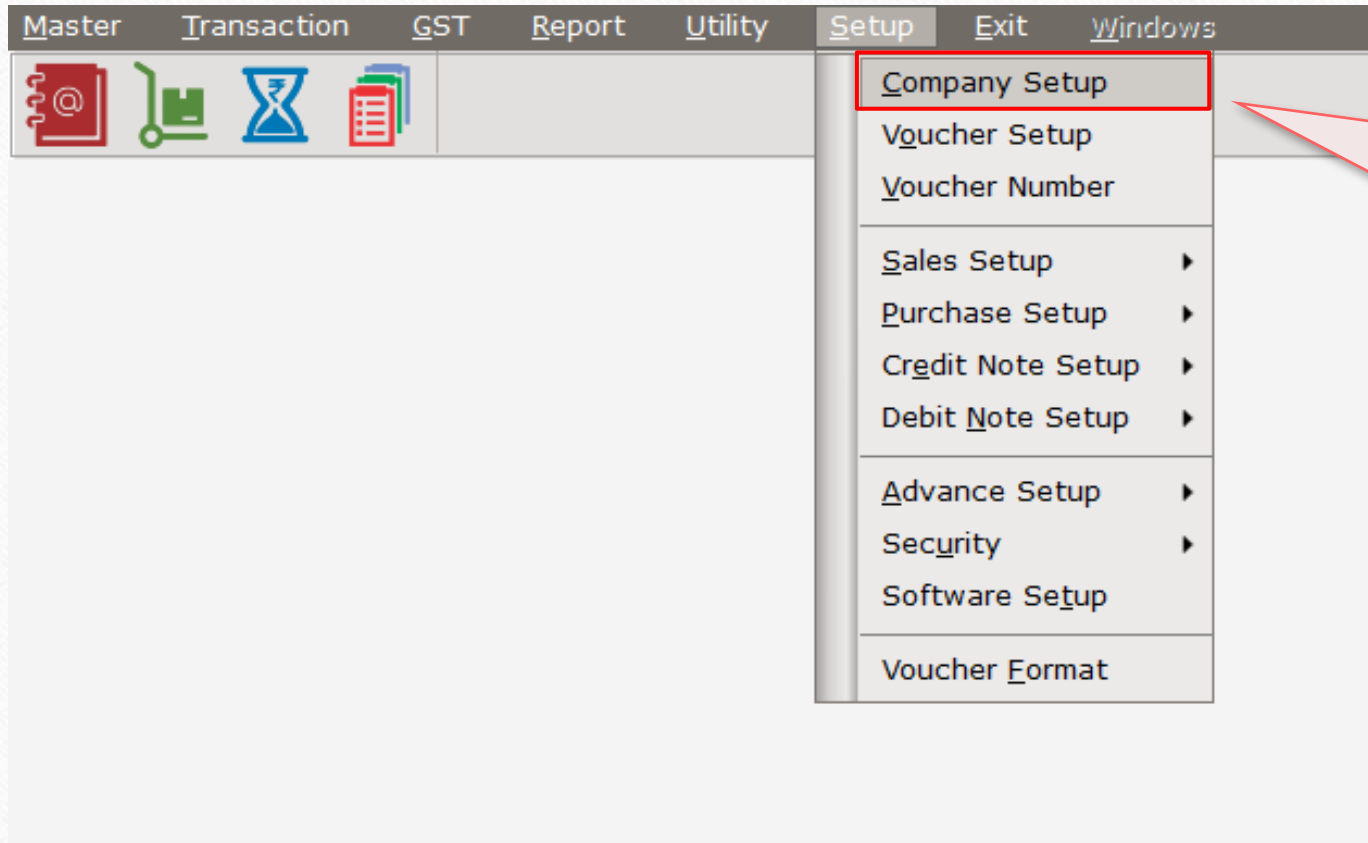 Master Transaction GST Report Utility Setup Exit Windows
@
₹
Company Setup
Voucher Setup
Voucher Number
Sales Setup
Purchase Setup
Credit Note Setup
Debit Note Setup
Advance Setup
Security
Software Setup
Voucher Format